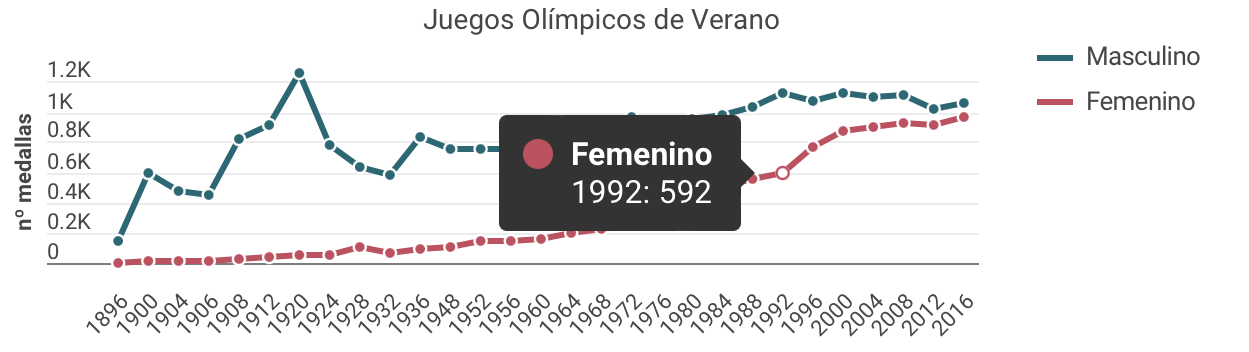 Juegos Olímpicos de Verano
Masculino
Femenino
nº medallas
1.2K
1K
0.8K
0.6K
0.4K
0.2K
0
Femenino
1992: 592
1896
1900
1904
1906
1908
1912
1920
1924
1928
1932
1936
1948
1952
1956
1960
1964
1968
1972
1976
1980
1984
1988
1992
1996
2000
2004
2008
2012
2016